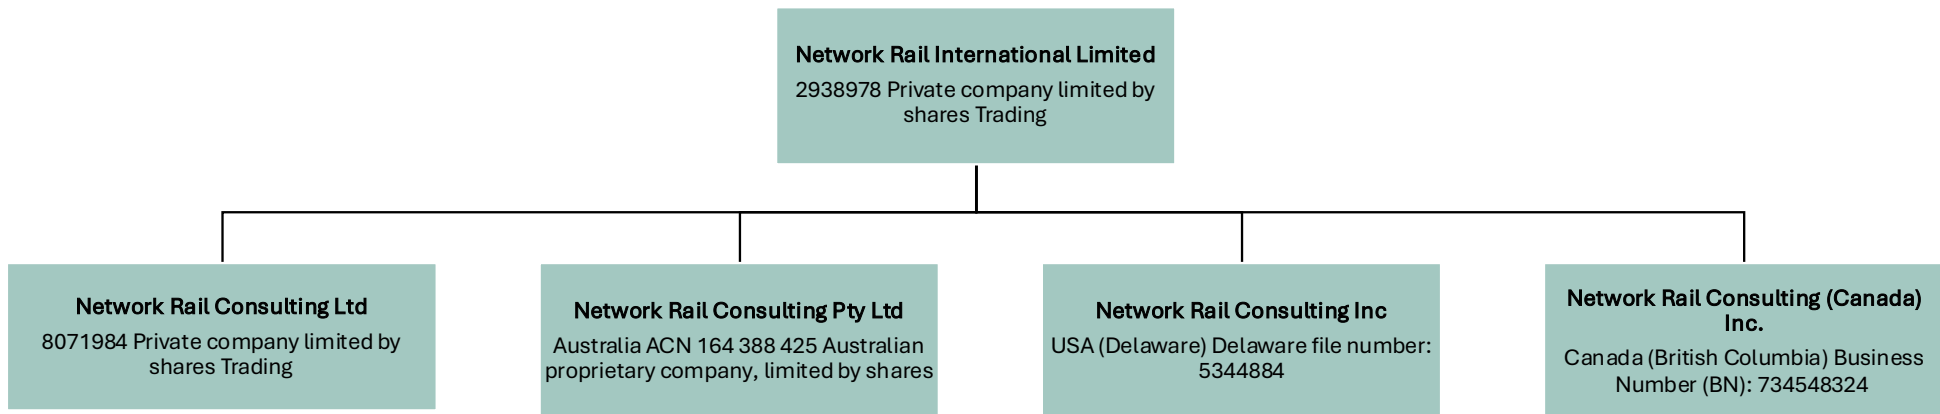 Network Rail International Limited
2938978 Private company limited by
shares Trading
Network Rail Consulting Ltd
8071984 Private company limited by
shares Trading
Network Rail Consulting Pty Ltd
Australia ACN 164 388 425 Australian
proprietary company, limited by shares
Network Rail Consulting Inc
USA (Delaware) Delaware file number:
5344884
Network Rail Consulting (Canada)
Inc.
Canada (British Columbia) Business
Number (BN): 734548324